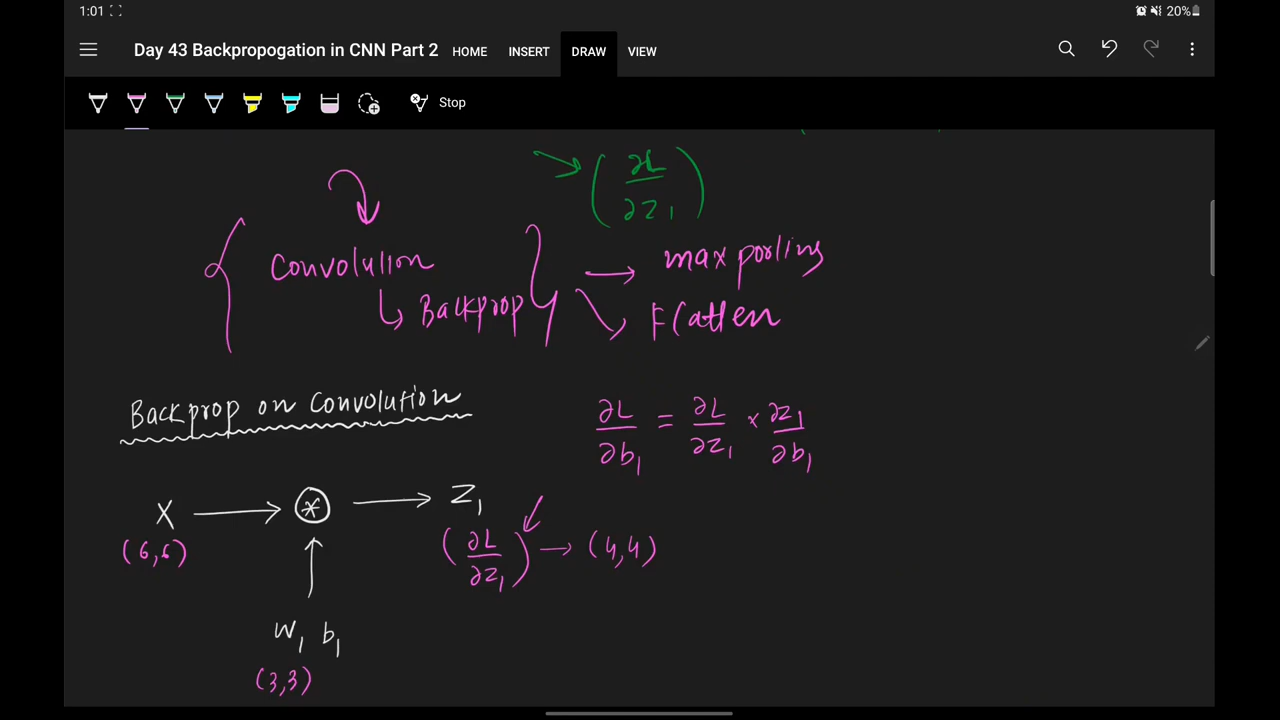 1:01 20%
Day 43 Backpropogation in CNN Part 2 HOME INSERT DRAW VIEW
Stop
(∂L/∂Z₁)
Convolution → max pooling
↳ Backprop Flatten
Backprop on Convolution
∂L/∂b₁ = ∂L/∂Z₁ × ∂Z₁/∂b₁
X → ⊛ → Z₁
(6,6) (∂L/∂Z₁) → (4,4)
W₁ b₁
(3,3)